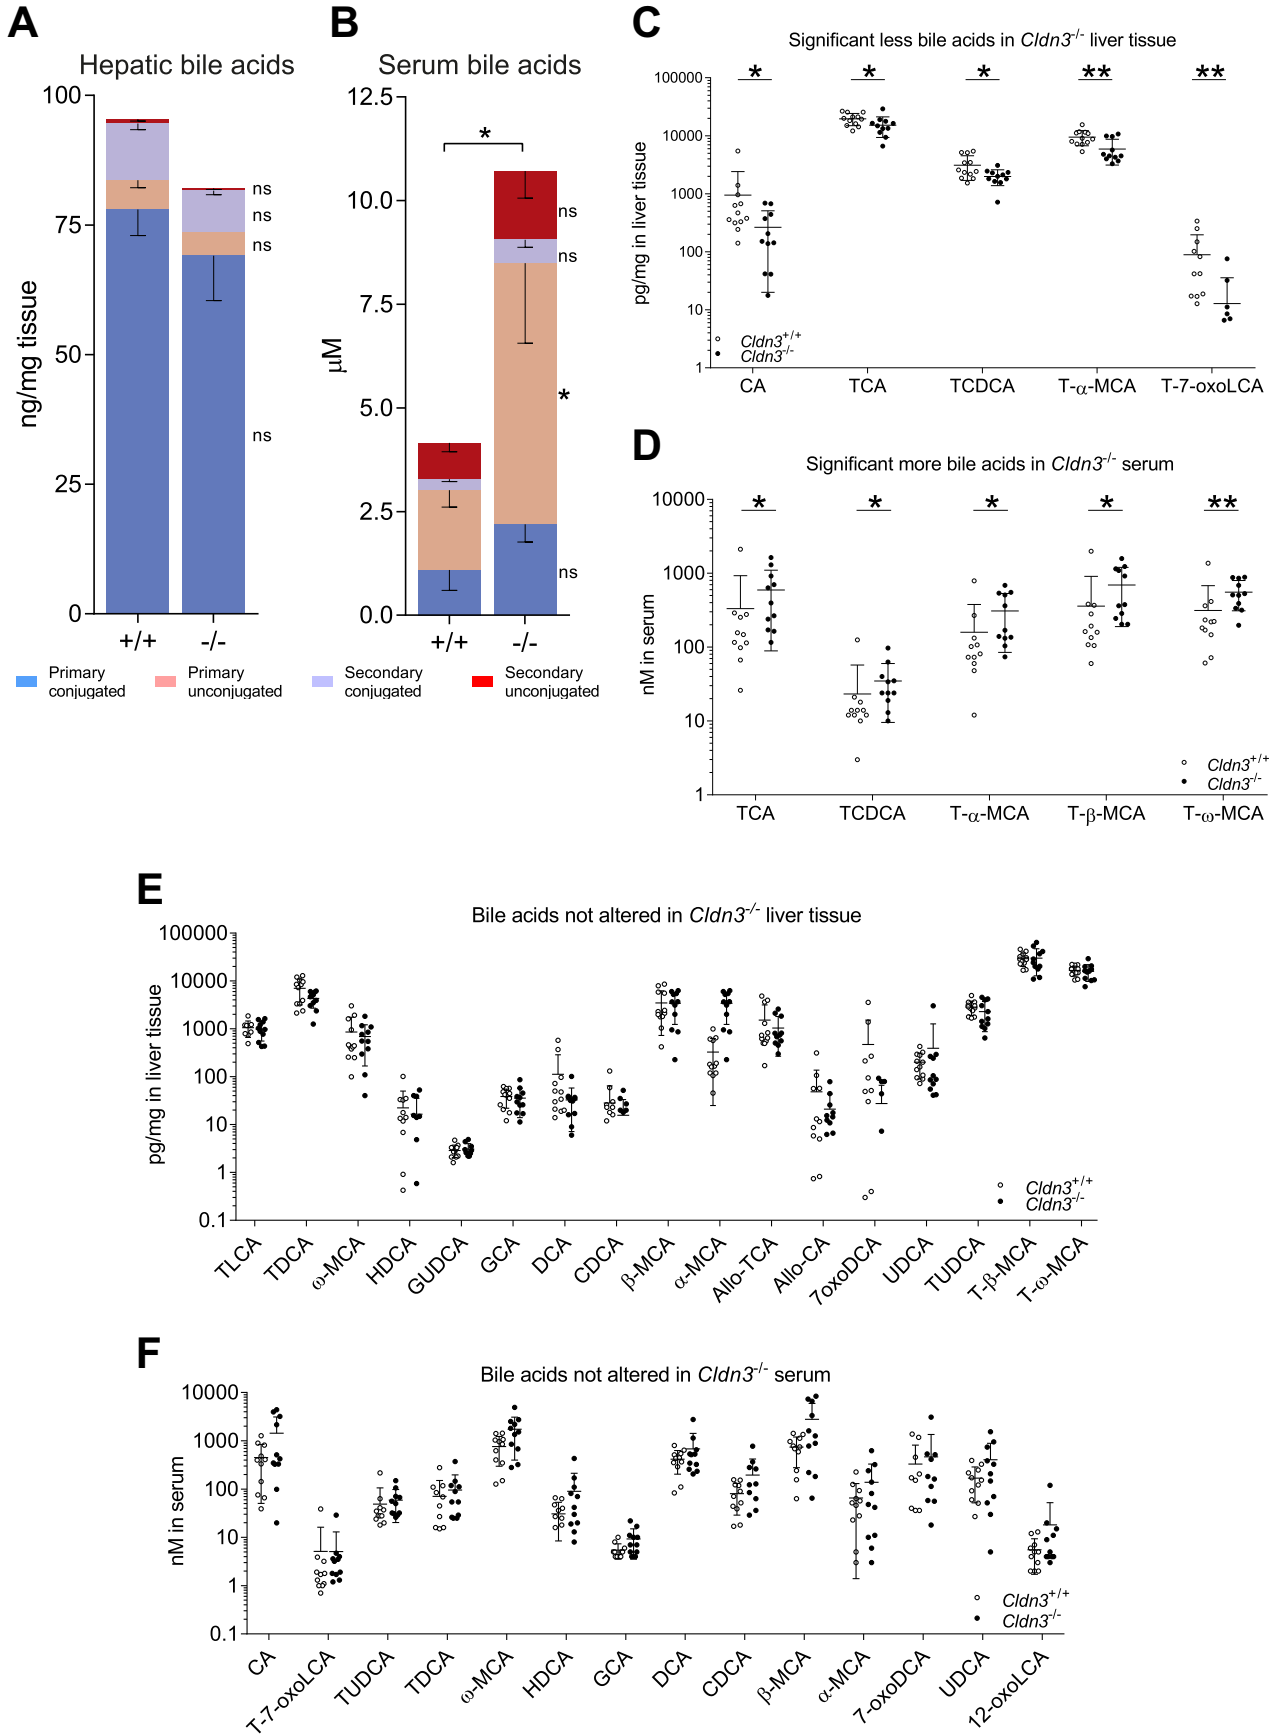 A
Hepatic bile acids
100
75
50
25
0
ng/mg tissue
ns
ns
ns
ns
+/+
-/-
B
Serum bile acids
12.5
10.0
7.5
5.0
2.5
0.0
µM
*
ns
ns
*
ns
+/+
-/-
Primary conjugated
Primary unconjugated
Secondary conjugated
Secondary unconjugated
C
Significant less bile acids in Cldn3-/- liver tissue
100000
10000
1000
100
10
1
pg/mg in liver tissue
* * * ** **
Cldn3+/+
Cldn3-/-
CA TCA TCDCA T-α-MCA T-7-oxoLCA
D
Significant more bile acids in Cldn3-/- serum
10000
1000
100
10
1
nM in serum
* * * * **
Cldn3+/+
Cldn3-/-
TCA TCDCA T-α-MCA T-β-MCA T-ω-MCA
E
Bile acids not altered in Cldn3-/- liver tissue
100000
10000
1000
100
10
1
0.1
pg/mg in liver tissue
Cldn3+/+
Cldn3-/-
TLCA TDCA ω-MCA HDCA GUDCA GCA DCA CDCA β-MCA α-MCA Allo-TCA Allo-CA 7oxoDCA UDCA TUDCA T-β-MCA T-ω-MCA
F
Bile acids not altered in Cldn3-/- serum
10000
1000
100
10
1
0.1
nM in serum
Cldn3+/+
Cldn3-/-
CA T-7-oxoLCA TUDCA TDCA ω-MCA HDCA GCA DCA CDCA β-MCA α-MCA 7-oxoDCA UDCA 12-oxoLCA